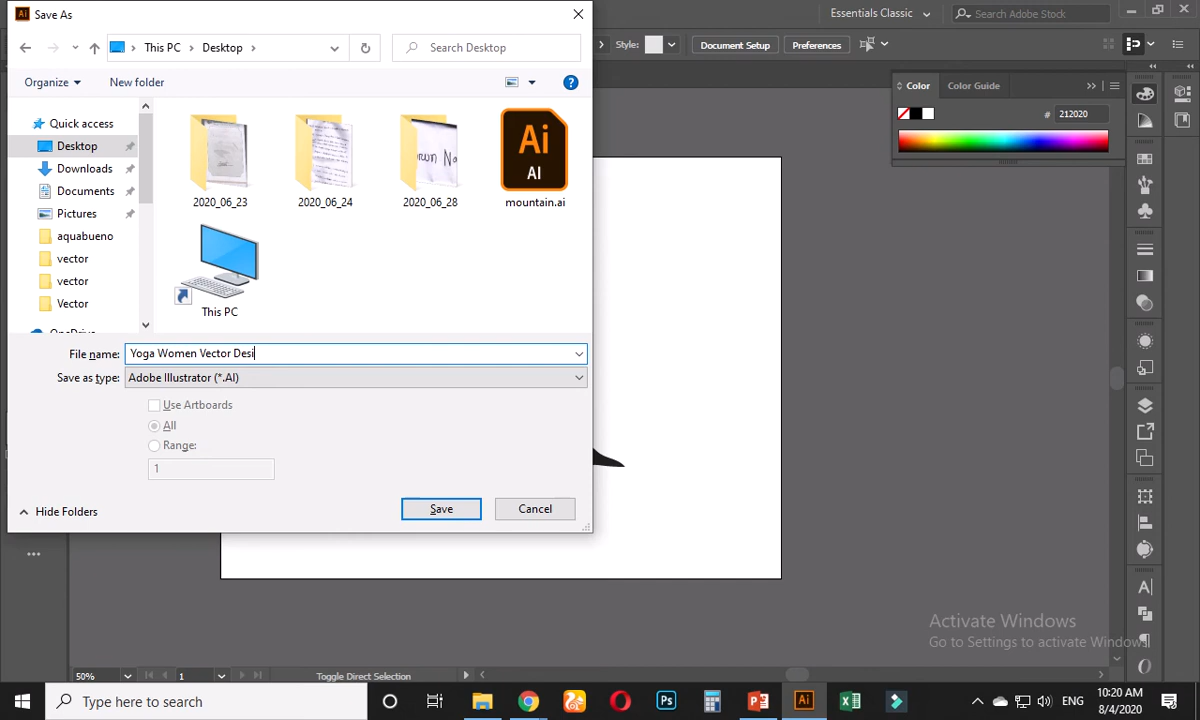 Save As
Essentials Classic
Search Adobe Stock
This PC > Desktop >
Search Desktop
Style:
Document Setup
Preferences
Organize
New folder
Color
Color Guide
# 212020
Quick access
Desktop
Downloads
Documents
Pictures
aquabueno
vector
vector
Vector
OneDrive
2020_06_23
2020_06_24
2020_06_28
Ai
AI
mountain.ai
This PC
File name: Yoga Women Vector Desi
Save as type: Adobe Illustrator (*.AI)
Use Artboards
All
Range:
1
Hide Folders
Save
Cancel
Activate Windows
Go to Settings to activate Windows.
50%
1
Toggle Direct Selection
Type here to search
Ps
Ai
ENG
10:20 AM
8/4/2020